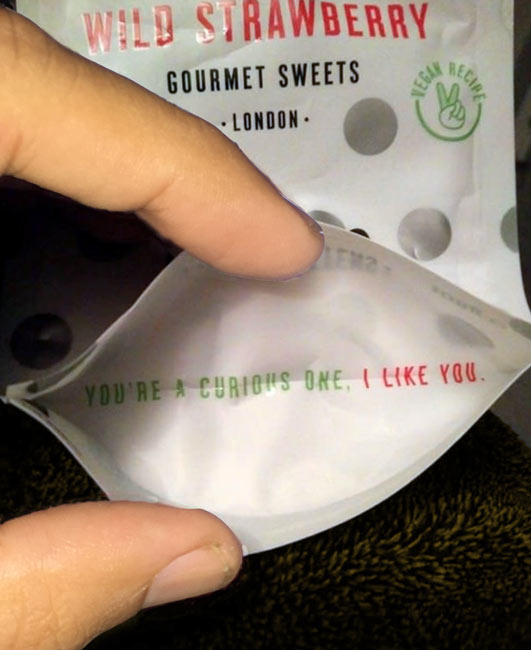 WILD STRAWBERRY
GOURMET SWEETS
· LONDON ·
VEGAN RECIPE
YOU'RE A CURIOUS ONE, I LIKE YOU.